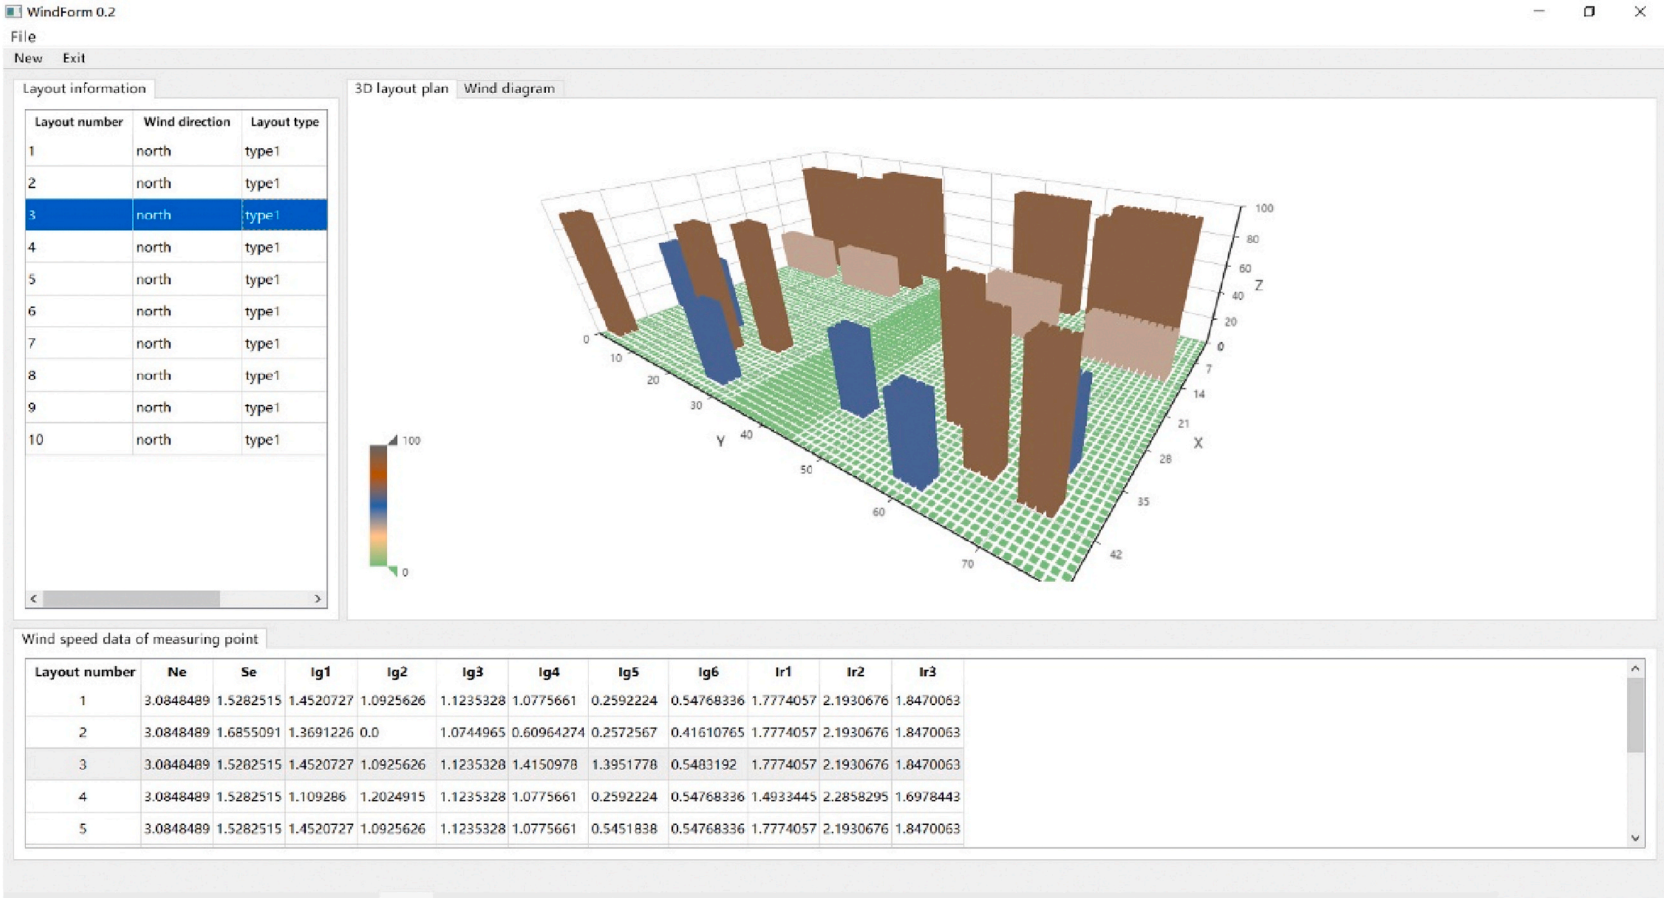 WindForm 0.2
File
New Exit
Layout information
Layout number Wind direction Layout type
1 north type1
2 north type1
3 north type1
4 north type1
5 north type1
6 north type1
7 north type1
8 north type1
9 north type1
10 north type1
3D layout plan Wind diagram
100
80
60
Z
40
20
0
0
7
14
21
X
28
35
42
0
10
20
30
Y
40
50
60
70
100
0
Wind speed data of measuring point
Layout number Ne Se Ig1 Ig2 Ig3 Ig4 Ig5 Ig6 Ir1 Ir2 Ir3
1 3.0848489 1.5282515 1.4520727 1.0925626 1.1235328 1.0775661 0.2592224 0.54768336 1.7774057 2.1930676 1.8470063
2 3.0848489 1.6855091 1.3691226 0.0 1.0744965 0.60964274 0.2572567 0.41610765 1.7774057 2.1930676 1.8470063
3 3.0848489 1.5282515 1.4520727 1.0925626 1.1235328 1.4150978 1.3951778 0.5483192 1.7774057 2.1930676 1.8470063
4 3.0848489 1.5282515 1.109286 1.2024915 1.1235328 1.0775661 0.2592224 0.54768336 1.4933445 2.2858295 1.6978443
5 3.0848489 1.5282515 1.4520727 1.0925626 1.1235328 1.0775661 0.5451838 0.54768336 1.7774057 2.1930676 1.8470063